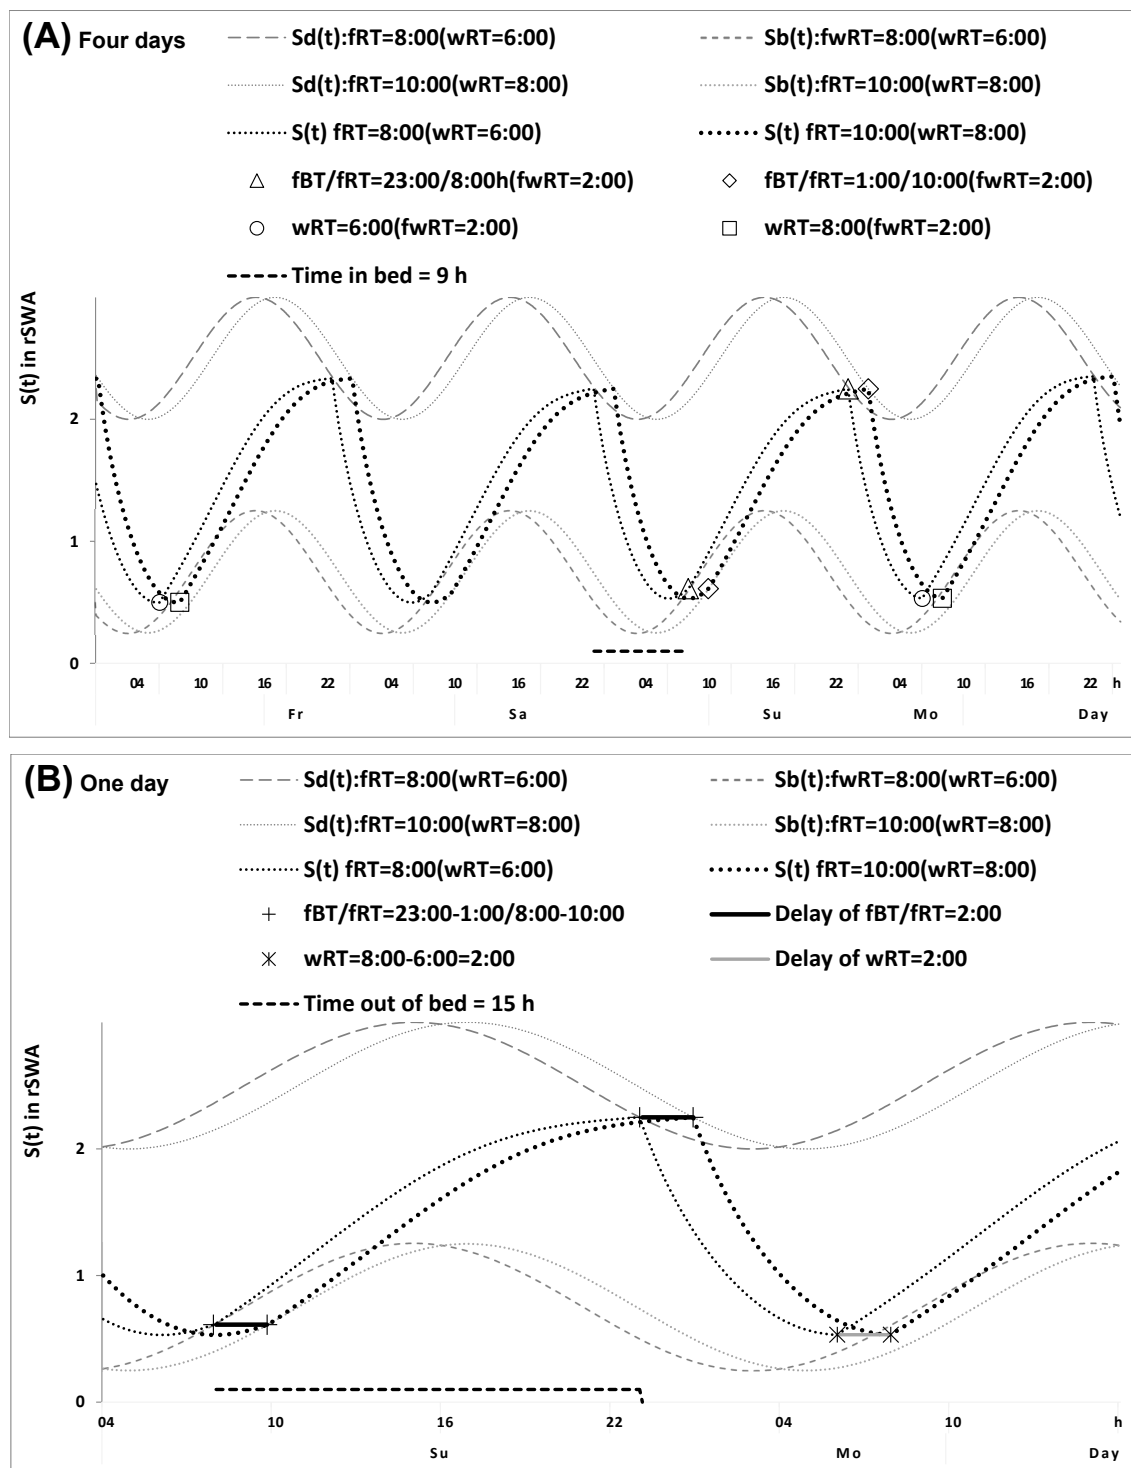 (A) Four days
Sd(t):fRT=8:00(wRT=6:00) Sb(t):fwRT=8:00(wRT=6:00)
Sd(t):fRT=10:00(wRT=8:00) Sb(t):fRT=10:00(wRT=8:00)
S(t) fRT=8:00(wRT=6:00) S(t) fRT=10:00(wRT=8:00)
fBT/fRT=23:00/8:00h(fwRT=2:00) fBT/fRT=1:00/10:00(fwRT=2:00)
wRT=6:00(fwRT=2:00) wRT=8:00(fwRT=2:00)
Time in bed = 9 h
S(t) in rSWA
2
1
0
04 10 16 22 04 10 16 22 04 10 16 22 04 10 16 22 h
Fr Sa Su Mo Day
(B) One day
Sd(t):fRT=8:00(wRT=6:00) Sb(t):fwRT=8:00(wRT=6:00)
Sd(t):fRT=10:00(wRT=8:00) Sb(t):fRT=10:00(wRT=8:00)
S(t) fRT=8:00(wRT=6:00) S(t) fRT=10:00(wRT=8:00)
fBT/fRT=23:00-1:00/8:00-10:00 Delay of fBT/fRT=2:00
wRT=8:00-6:00=2:00 Delay of wRT=2:00
Time out of bed = 15 h
S(t) in rSWA
2
1
0
04 10 16 22 04 10 h
Su Mo Day